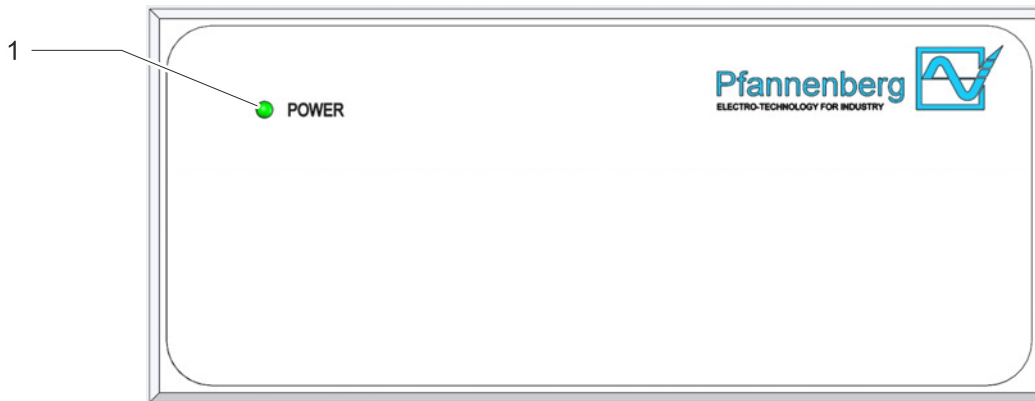 1
POWER
Pfannenberg
ELECTRO-TECHNOLOGY FOR INDUSTRY